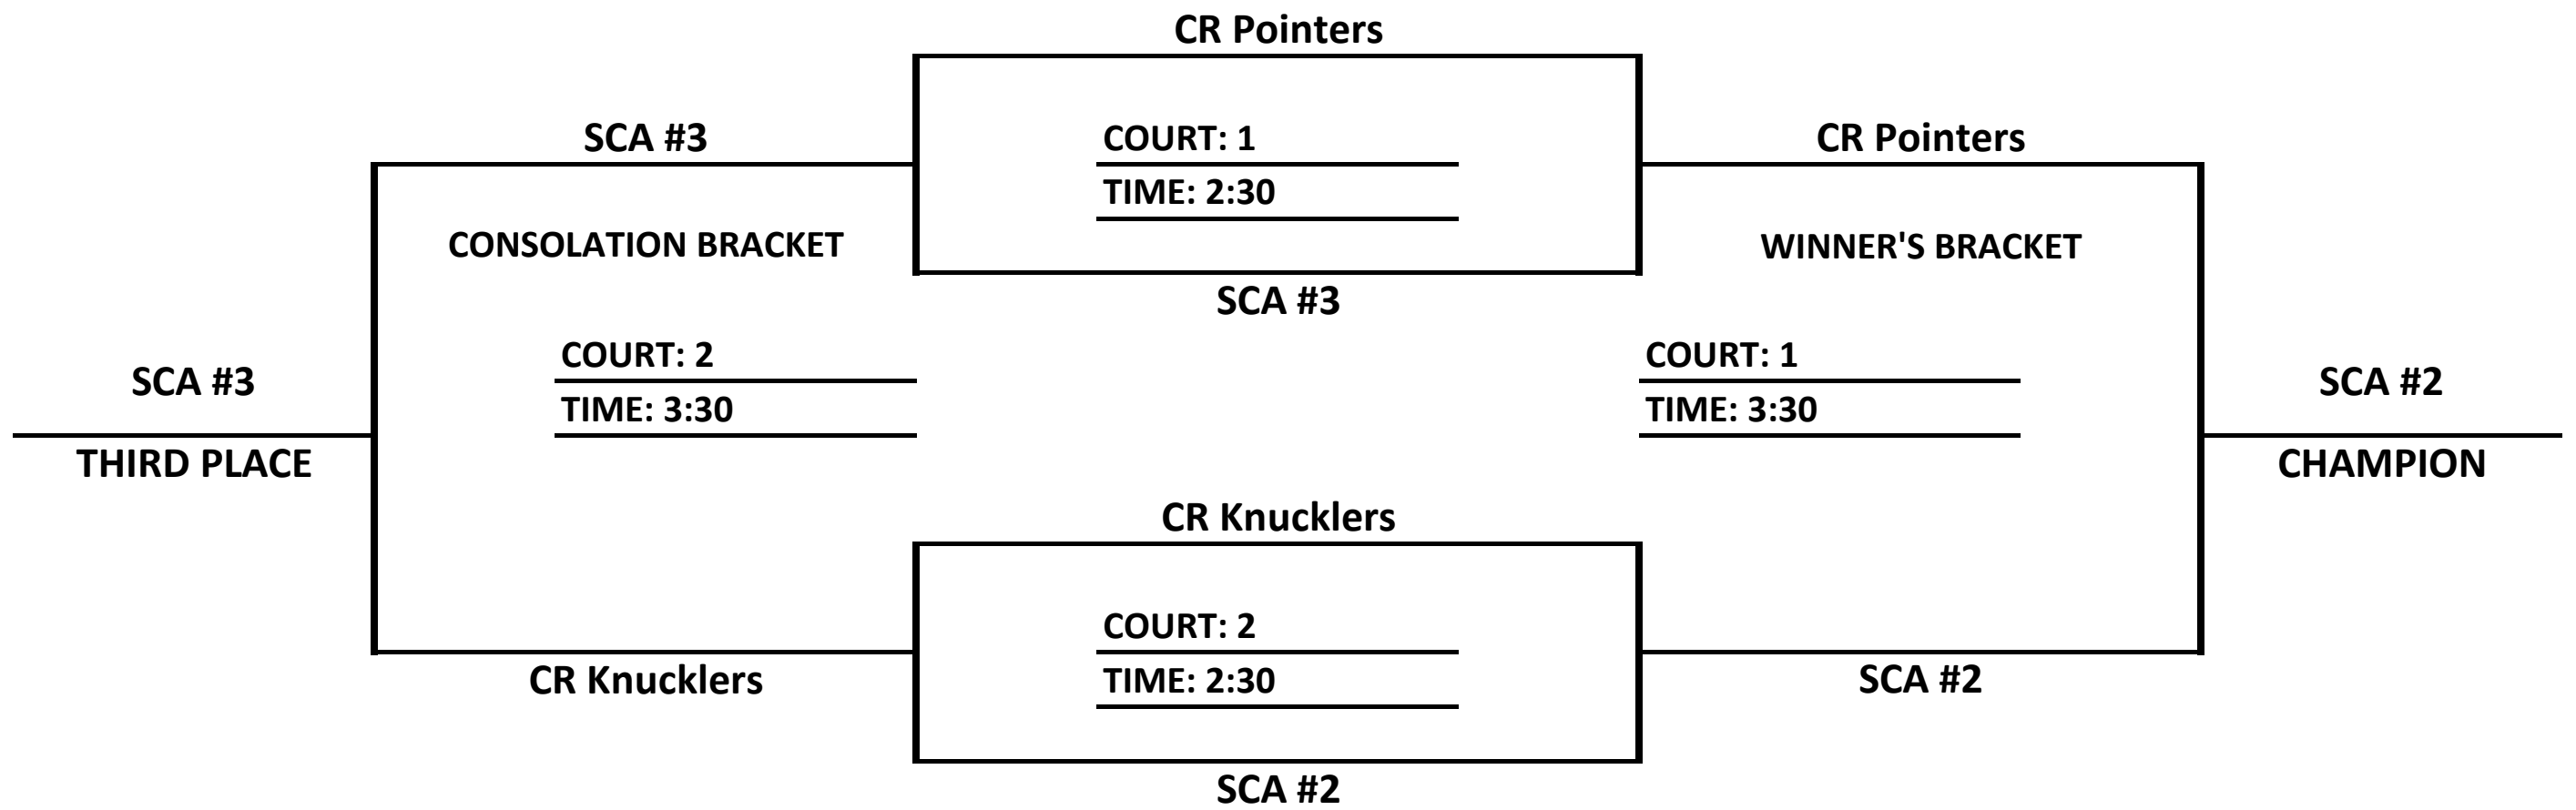 CR Pointers
SCA #3
COURT: 1
CR Pointers
TIME: 2:30
CONSOLATION BRACKET
WINNER'S BRACKET
SCA #3
COURT: 2
COURT: 1
SCA #3
SCA #2
TIME: 3:30
TIME: 3:30
THIRD PLACE
CHAMPION
CR Knucklers
COURT: 2
CR Knucklers
TIME: 2:30
SCA #2
SCA #2